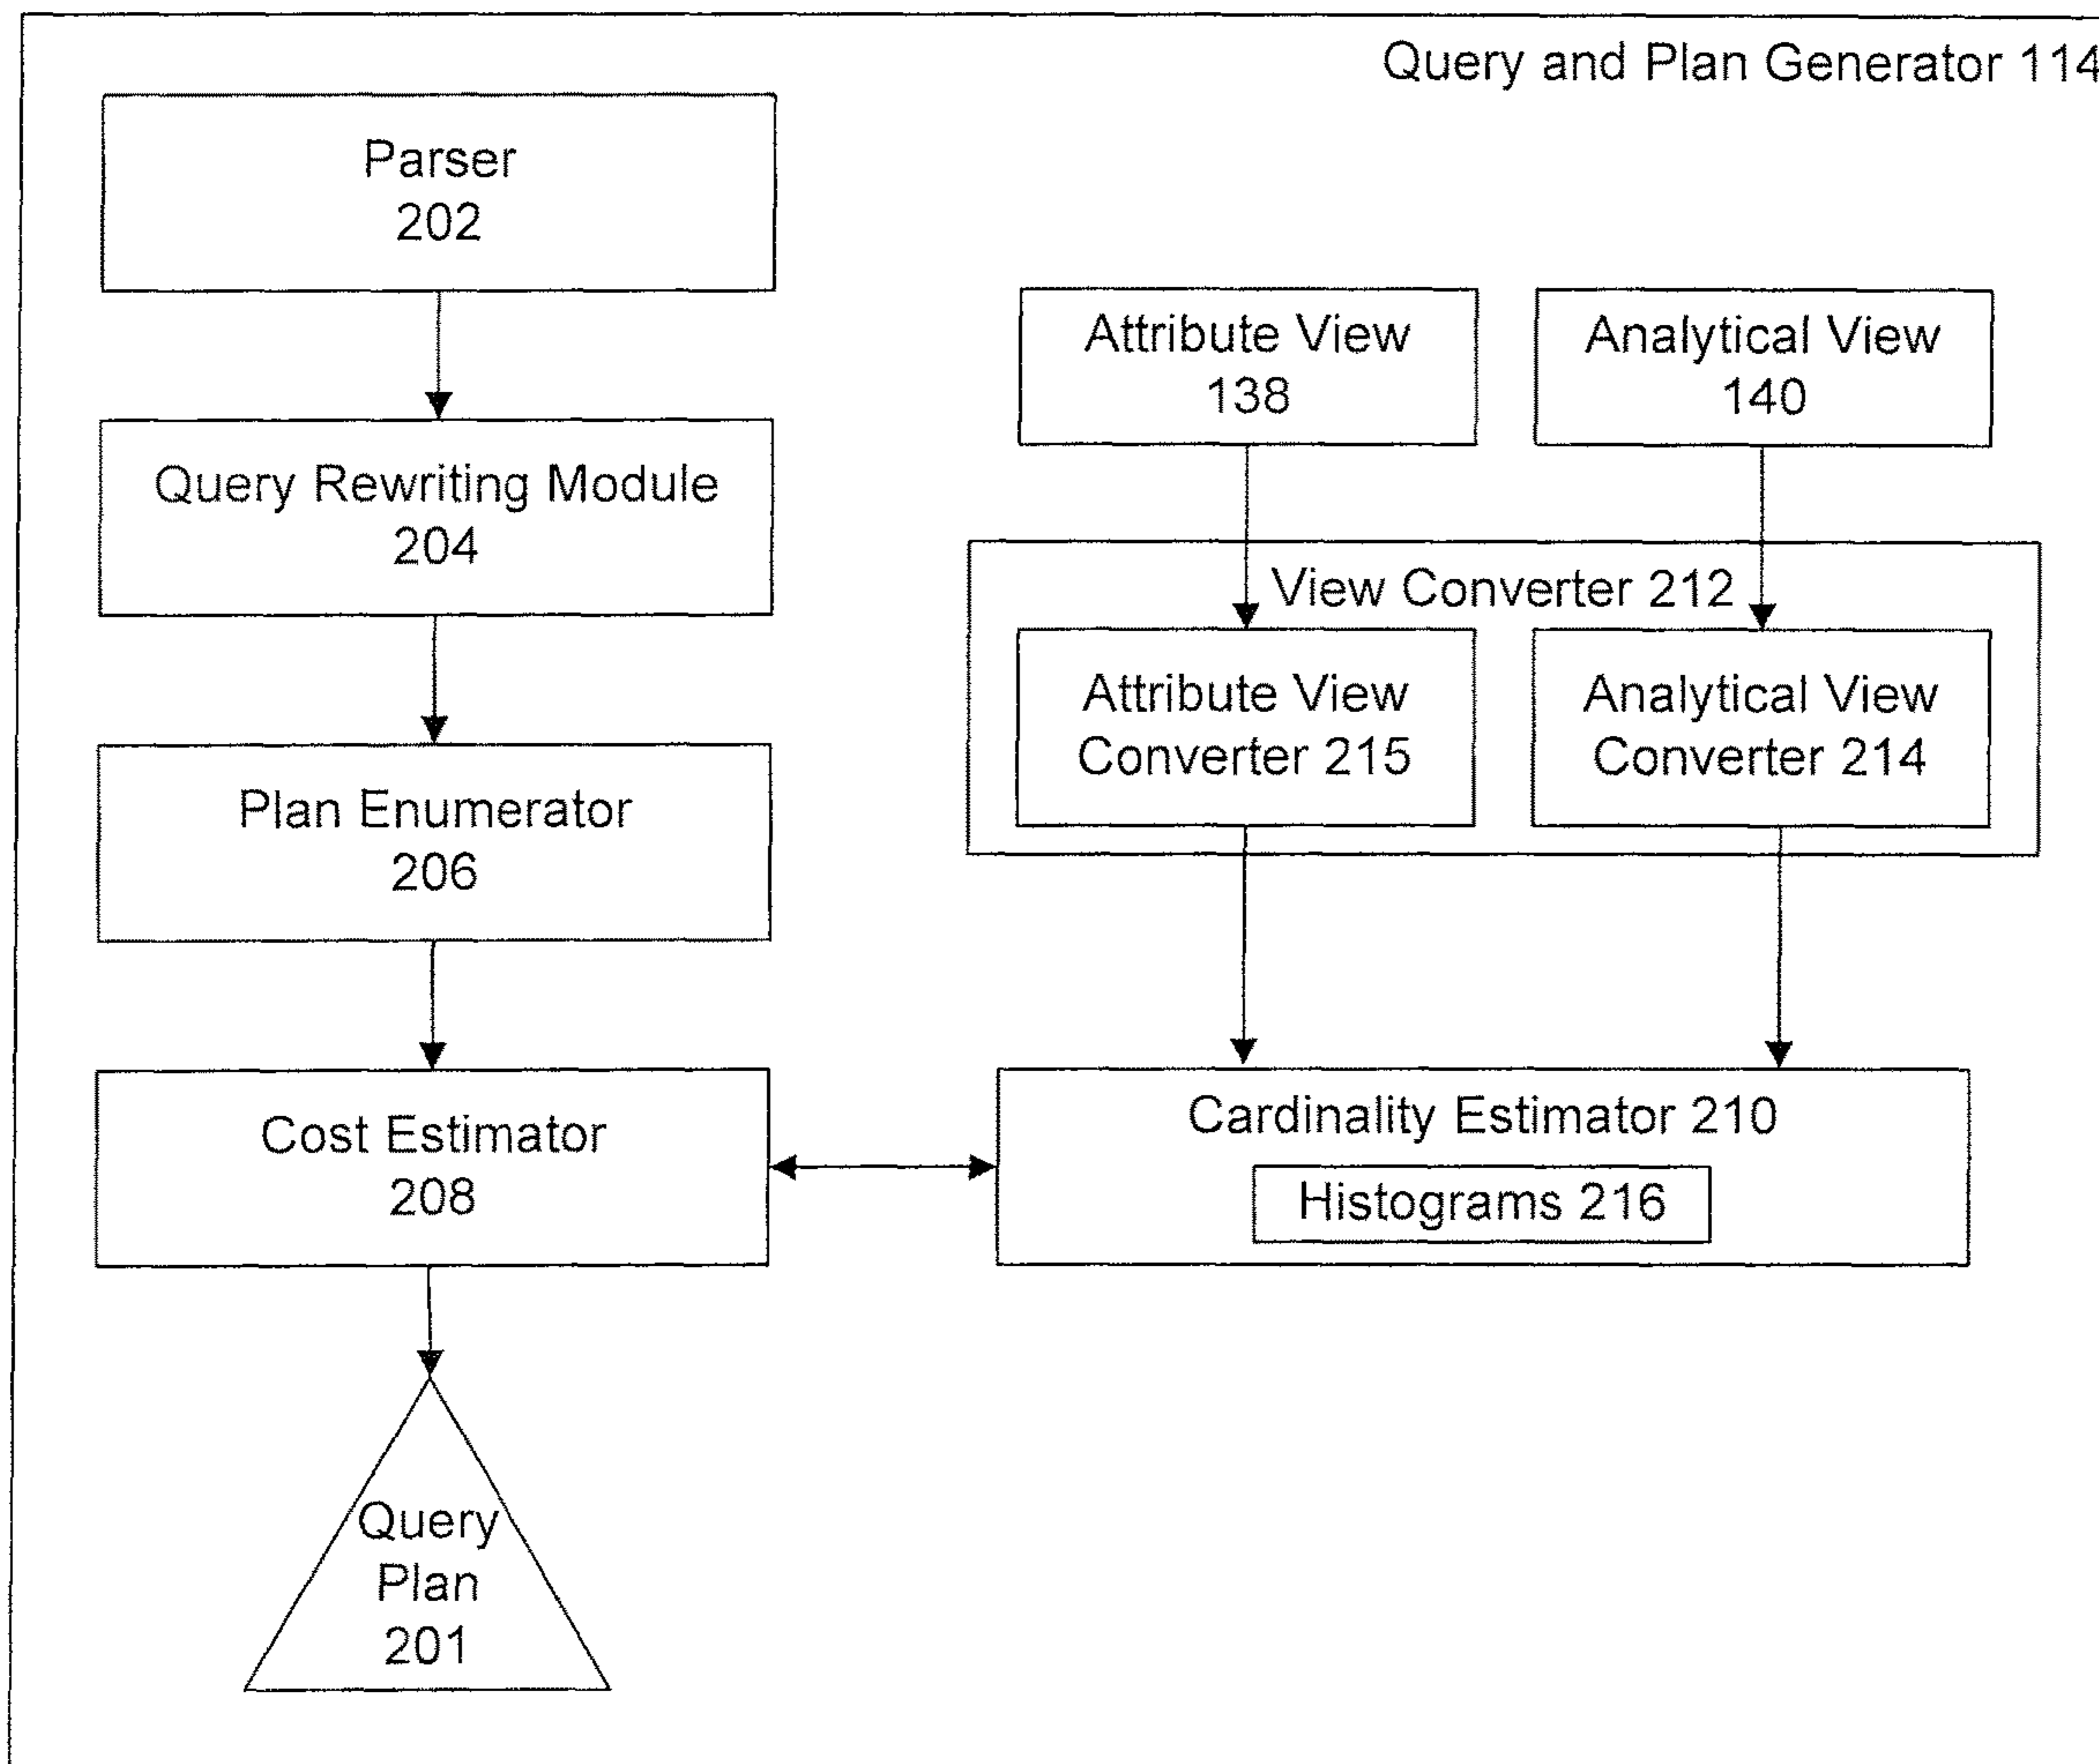 Query and Plan Generator 114
Parser
202
Query Rewriting Module
204
Plan Enumerator
206
Cost Estimator
208
Query
Plan
201
Attribute View
138
Analytical View
140
View Converter 212
Attribute View
Converter 215
Analytical View
Converter 214
Cardinality Estimator 210
Histograms 216